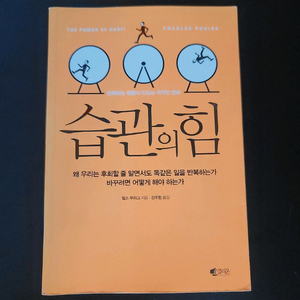 THE POWER OF HABIT CHARLES DUHIGG
습관의 힘
왜 우리는 후회할 줄 알면서도 똑같은 일을 반복하는가
바꾸려면 어떻게 해야 하는가
찰스 두히그 지음 · 강주헌 옮김